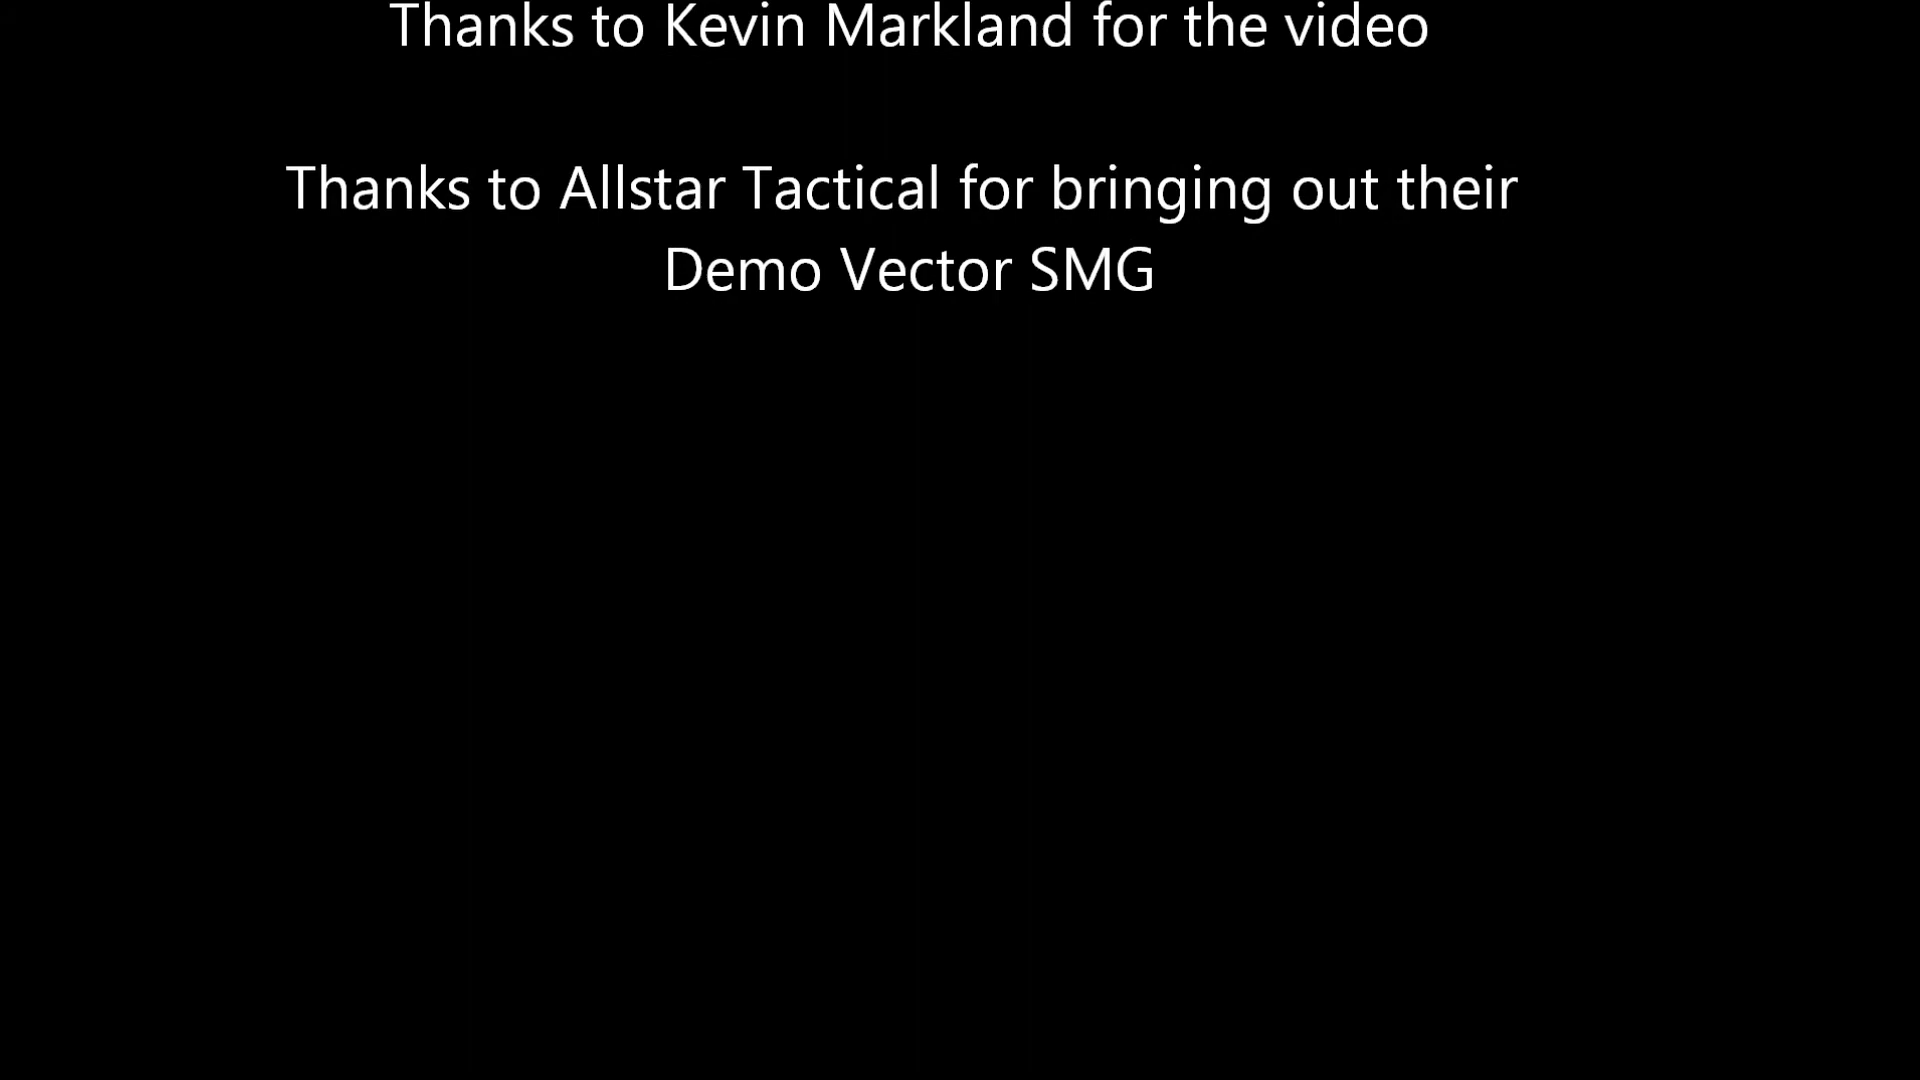 Thanks to Kevin Markland for the video
Thanks to Allstar Tactical for bringing out their
Demo Vector SMG